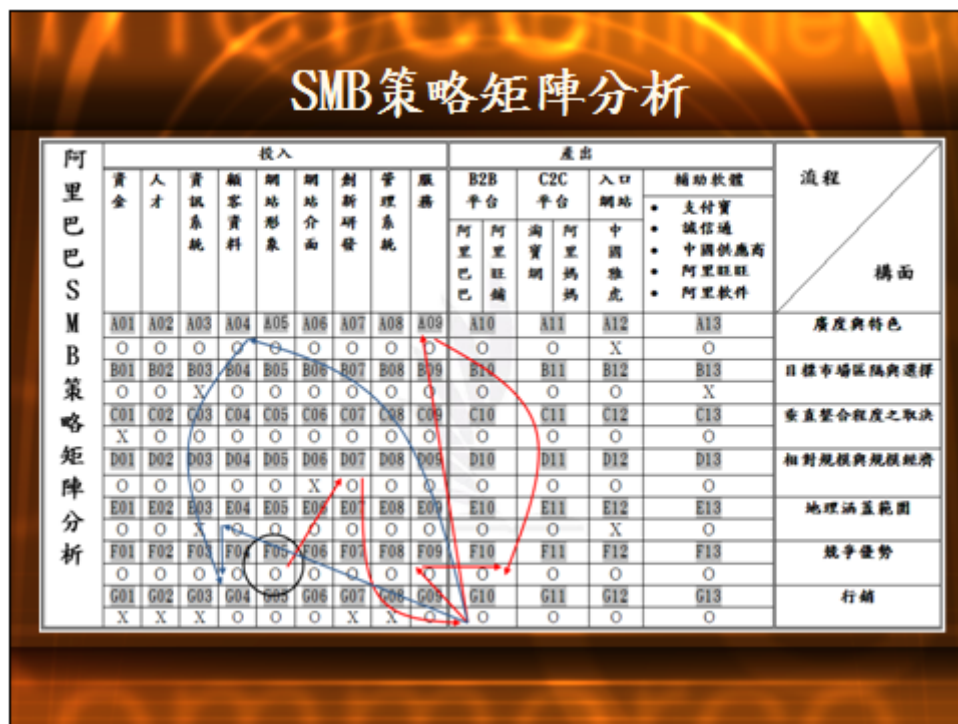 SMB策略矩陣分析
阿里巴巴SMB策略矩陣分析
投入 產出 流程 構面
資金 人才 資訊系統 顧客資料 網站形象 網站介面 創新研發 管理系統 服務 B2B平台 C2C平台 入口網站 輔助軟體
阿里巴巴 阿里旺舖 淘寶網 阿里媽媽 中國雅虎
• 支付寶
• 誠信通
• 中國供應商
• 阿里旺旺
• 阿里軟件
A01 A02 A03 A04 A05 A06 A07 A08 A09 A10 A11 A12 A13 廣度與特色
O O O O O O O O O O O X O
B01 B02 B03 B04 B05 B06 B07 B08 B09 B10 B11 B12 B13 目標市場區隔與選擇
O O X O O O O O O O O O X
C01 C02 C03 C04 C05 C06 C07 C08 C09 C10 C11 C12 C13 垂直整合程度之取決
X O O O O O O O O O O O O
D01 D02 D03 D04 D05 D06 D07 D08 D09 D10 D11 D12 D13 相對規模與規模經濟
O O O O O X O O O O O O O
E01 E02 E03 E04 E05 E06 E07 E08 E09 E10 E11 E12 E13 地理涵蓋範圍
O O X O O O O O O O O X O
F01 F02 F03 F04 F05 F06 F07 F08 F09 F10 F11 F12 F13 競爭優勢
O O O O O O O O O O O O O
G01 G02 G03 G04 G05 G06 G07 G08 G09 G10 G11 G12 G13 行銷
X X X O O O X X O O O O O